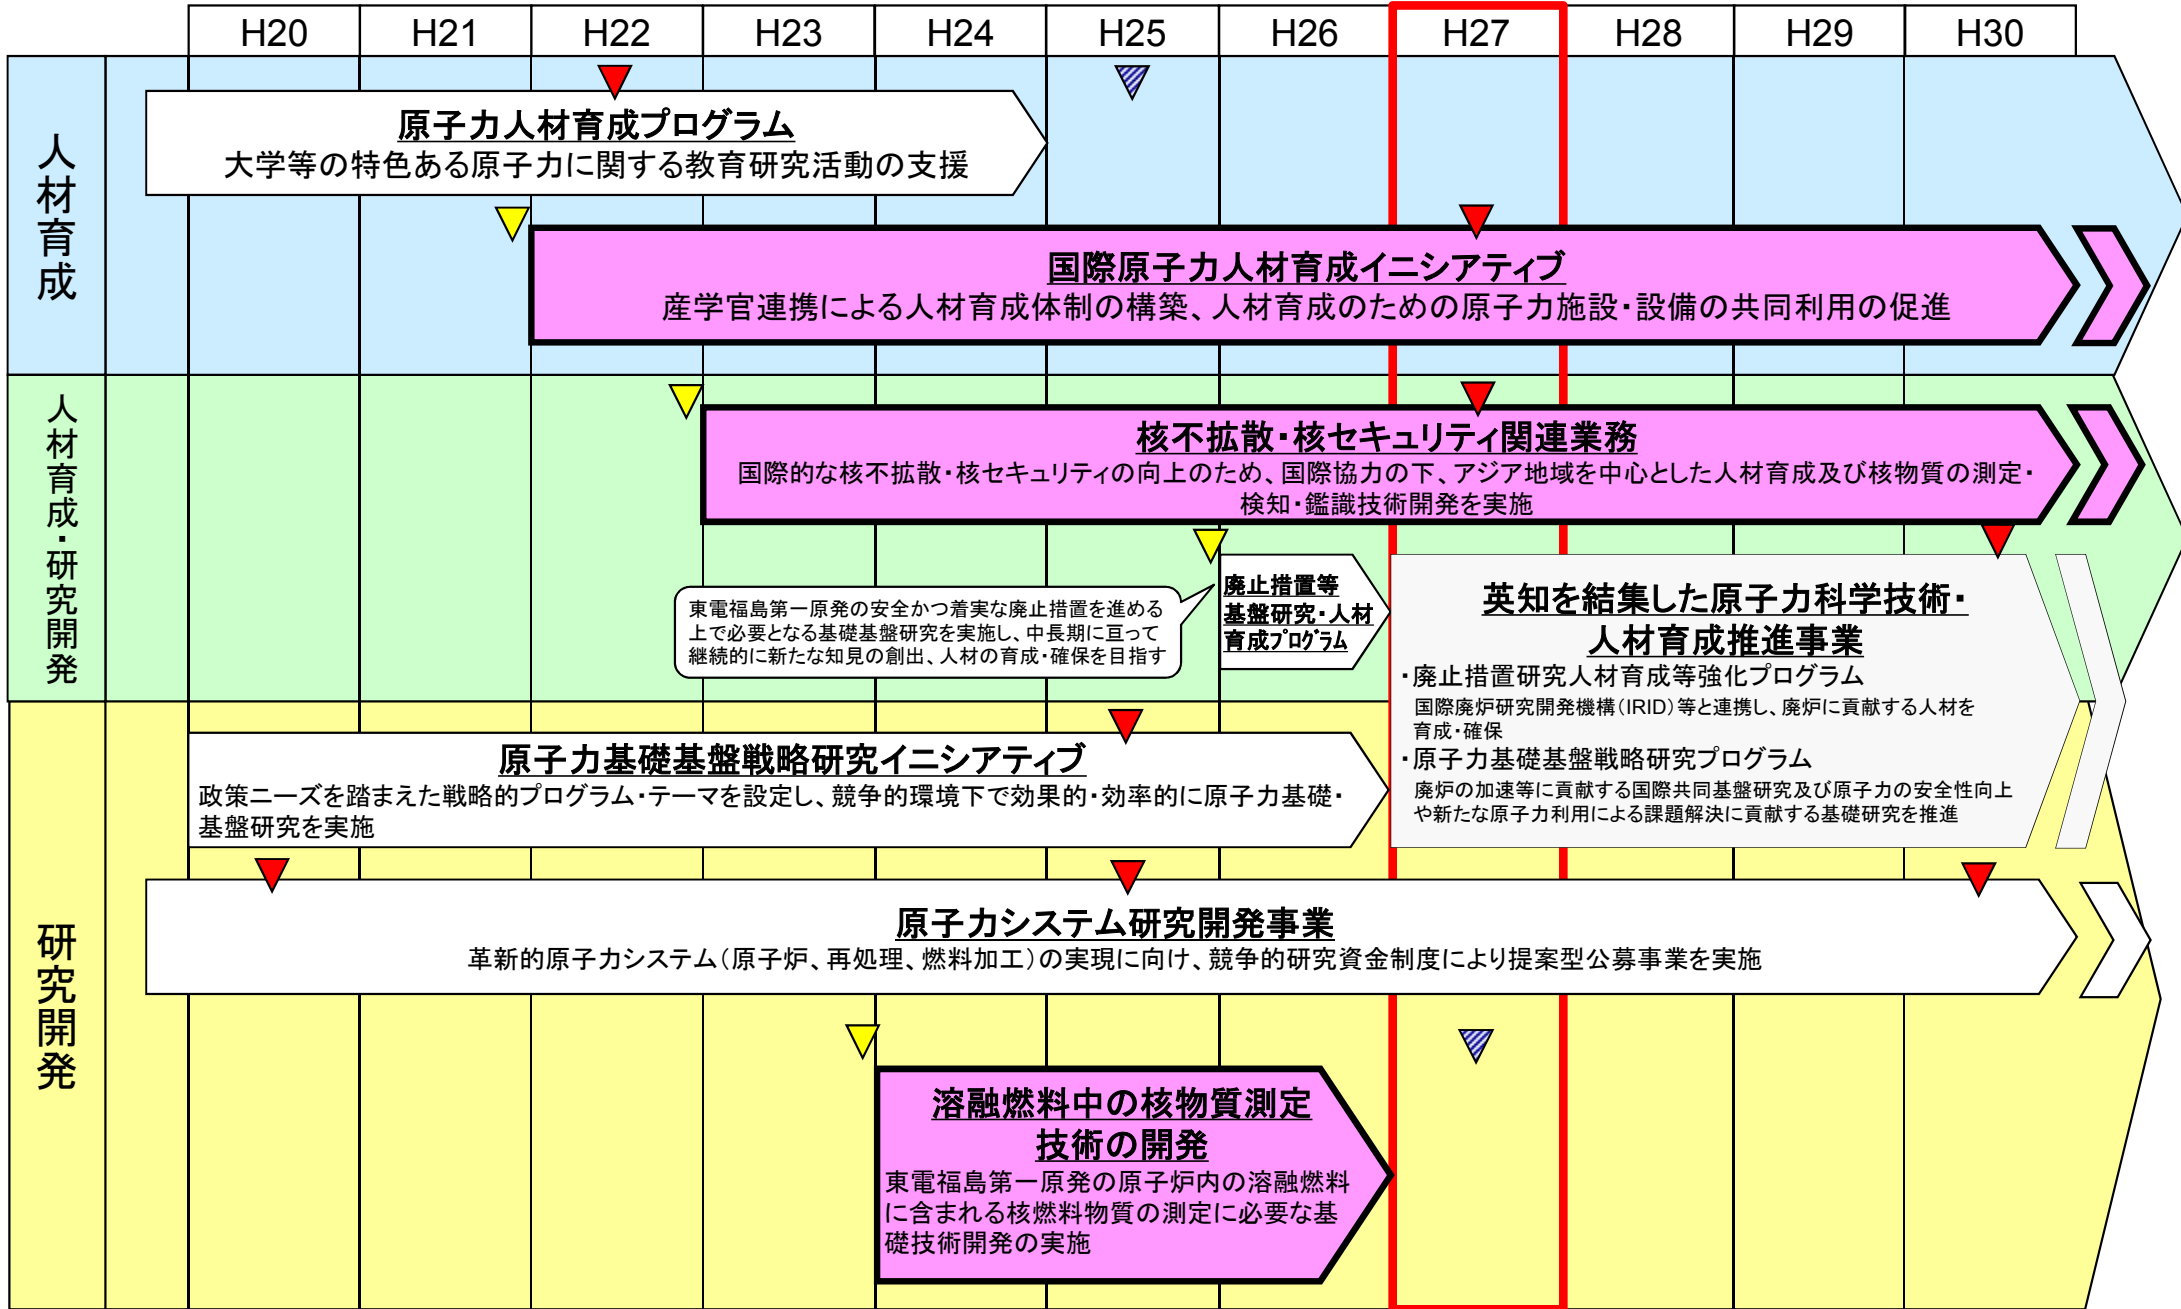 H20 H21 H22 H23 H24 H25 H26 H27 H28 H29 H30
人材育成
原子力人材育成プログラム
大学等の特色ある原子力に関する教育研究活動の支援
国際原子力人材育成イニシアティブ
産学官連携による人材育成体制の構築、人材育成のための原子力施設・設備の共同利用の促進
人材育成・研究開発
核不拡散・核セキュリティ関連業務
国際的な核不拡散・核セキュリティの向上のため、国際協力の下、アジア地域を中心とした人材育成及び核物質の測定・
検知・鑑識技術開発を実施
東電福島第一原発の安全かつ着実な廃止措置を進める
上で必要となる基礎基盤研究を実施し、中長期に亘って
継続的に新たな知見の創出、人材の育成・確保を目指す
廃止措置等
基盤研究・人材
育成プログラム
英知を結集した原子力科学技術・
人材育成推進事業
・廃止措置研究人材育成等強化プログラム
国際廃炉研究開発機構(IRID)等と連携し、廃炉に貢献する人材を
育成・確保
・原子力基礎基盤戦略研究プログラム
廃炉の加速等に貢献する国際共同基盤研究及び原子力の安全性向上
や新たな原子力利用による課題解決に貢献する基礎研究を推進
研究開発
原子力基礎基盤戦略研究イニシアティブ
政策ニーズを踏まえた戦略的プログラム・テーマを設定し、競争的環境下で効果的・効率的に原子力基礎・
基盤研究を実施
原子力システム研究開発事業
革新的原子力システム(原子炉、再処理、燃料加工)の実現に向け、競争的研究資金制度により提案型公募事業を実施
溶融燃料中の核物質測定
技術の開発
東電福島第一原発の原子炉内の溶融燃料
に含まれる核燃料物質の測定に必要な基
礎技術開発の実施